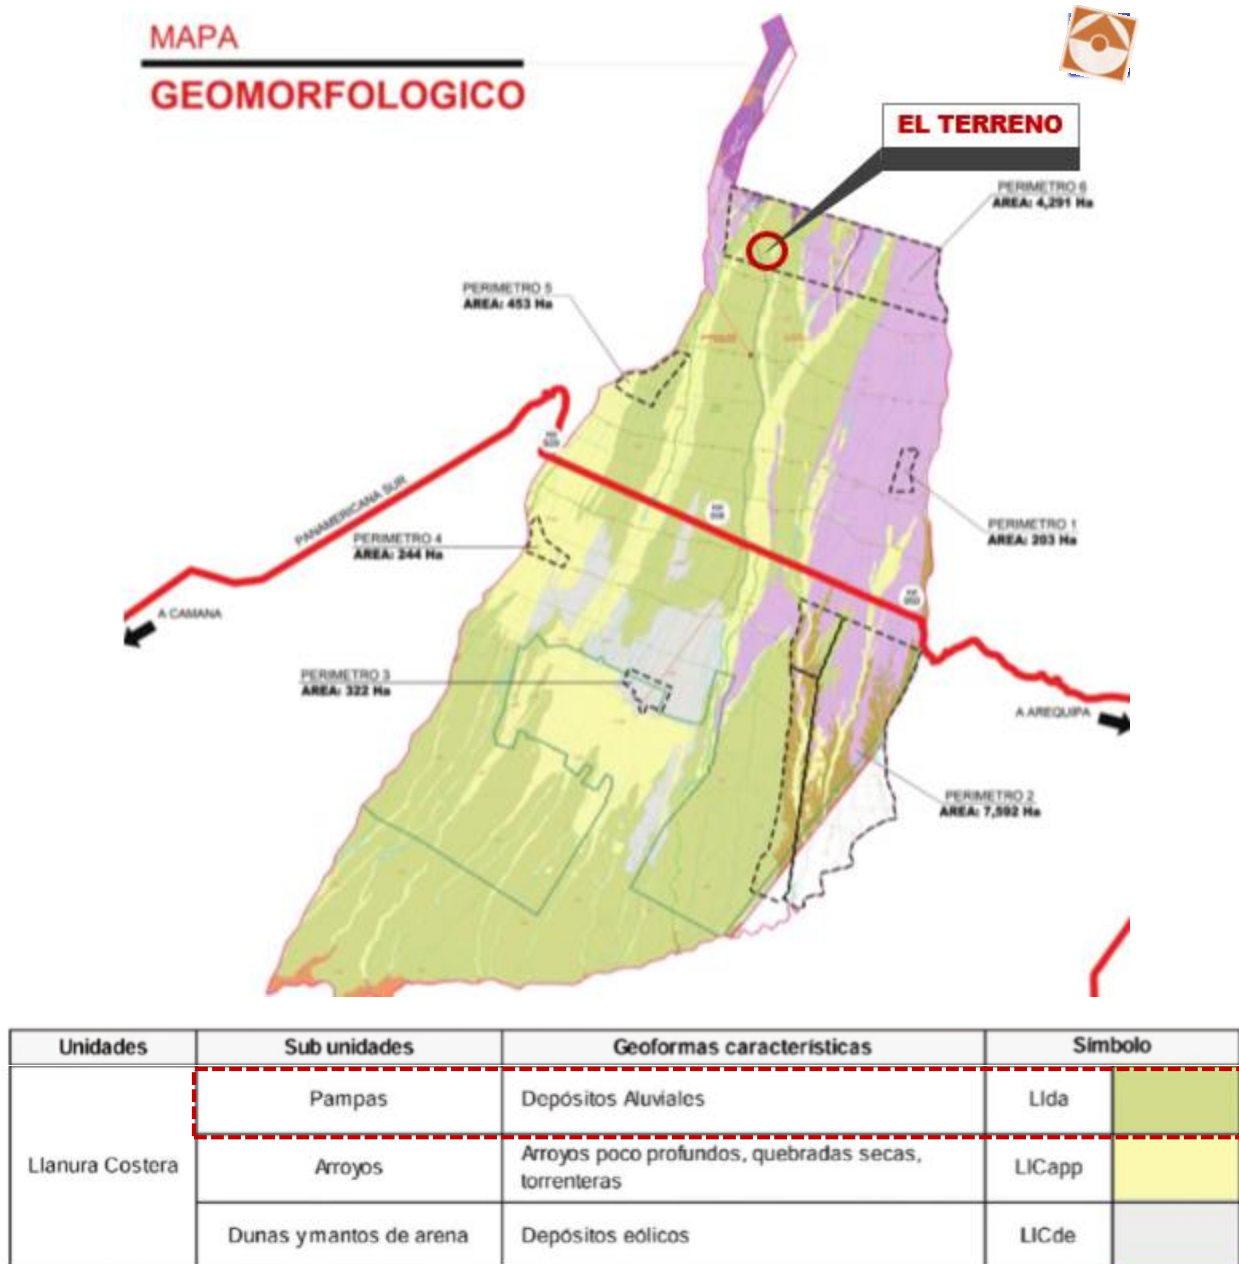 MAPA
GEOMORFOLOGICO
EL TERRENO
PERIMETRO 6
AREA: 4,291 Ha
PERIMETRO 5
AREA: 453 Ha
PANAMERICANA SUR
PERIMETRO 4
AREA: 244 Ha
PERIMETRO 1
AREA: 203 Ha
A CAMANA
PERIMETRO 3
AREA: 322 Ha
A AREQUIPA
PERIMETRO 2
AREA: 7,592 Ha
Unidades Sub unidades Geoformas características Símbolo
Pampas Depósitos Aluviales Llda
Llanura Costera Arroyos Arroyos poco profundos, quebradas secas, torrenteras LlCapp
Dunas y mantos de arena Depósitos eólicos LlCde